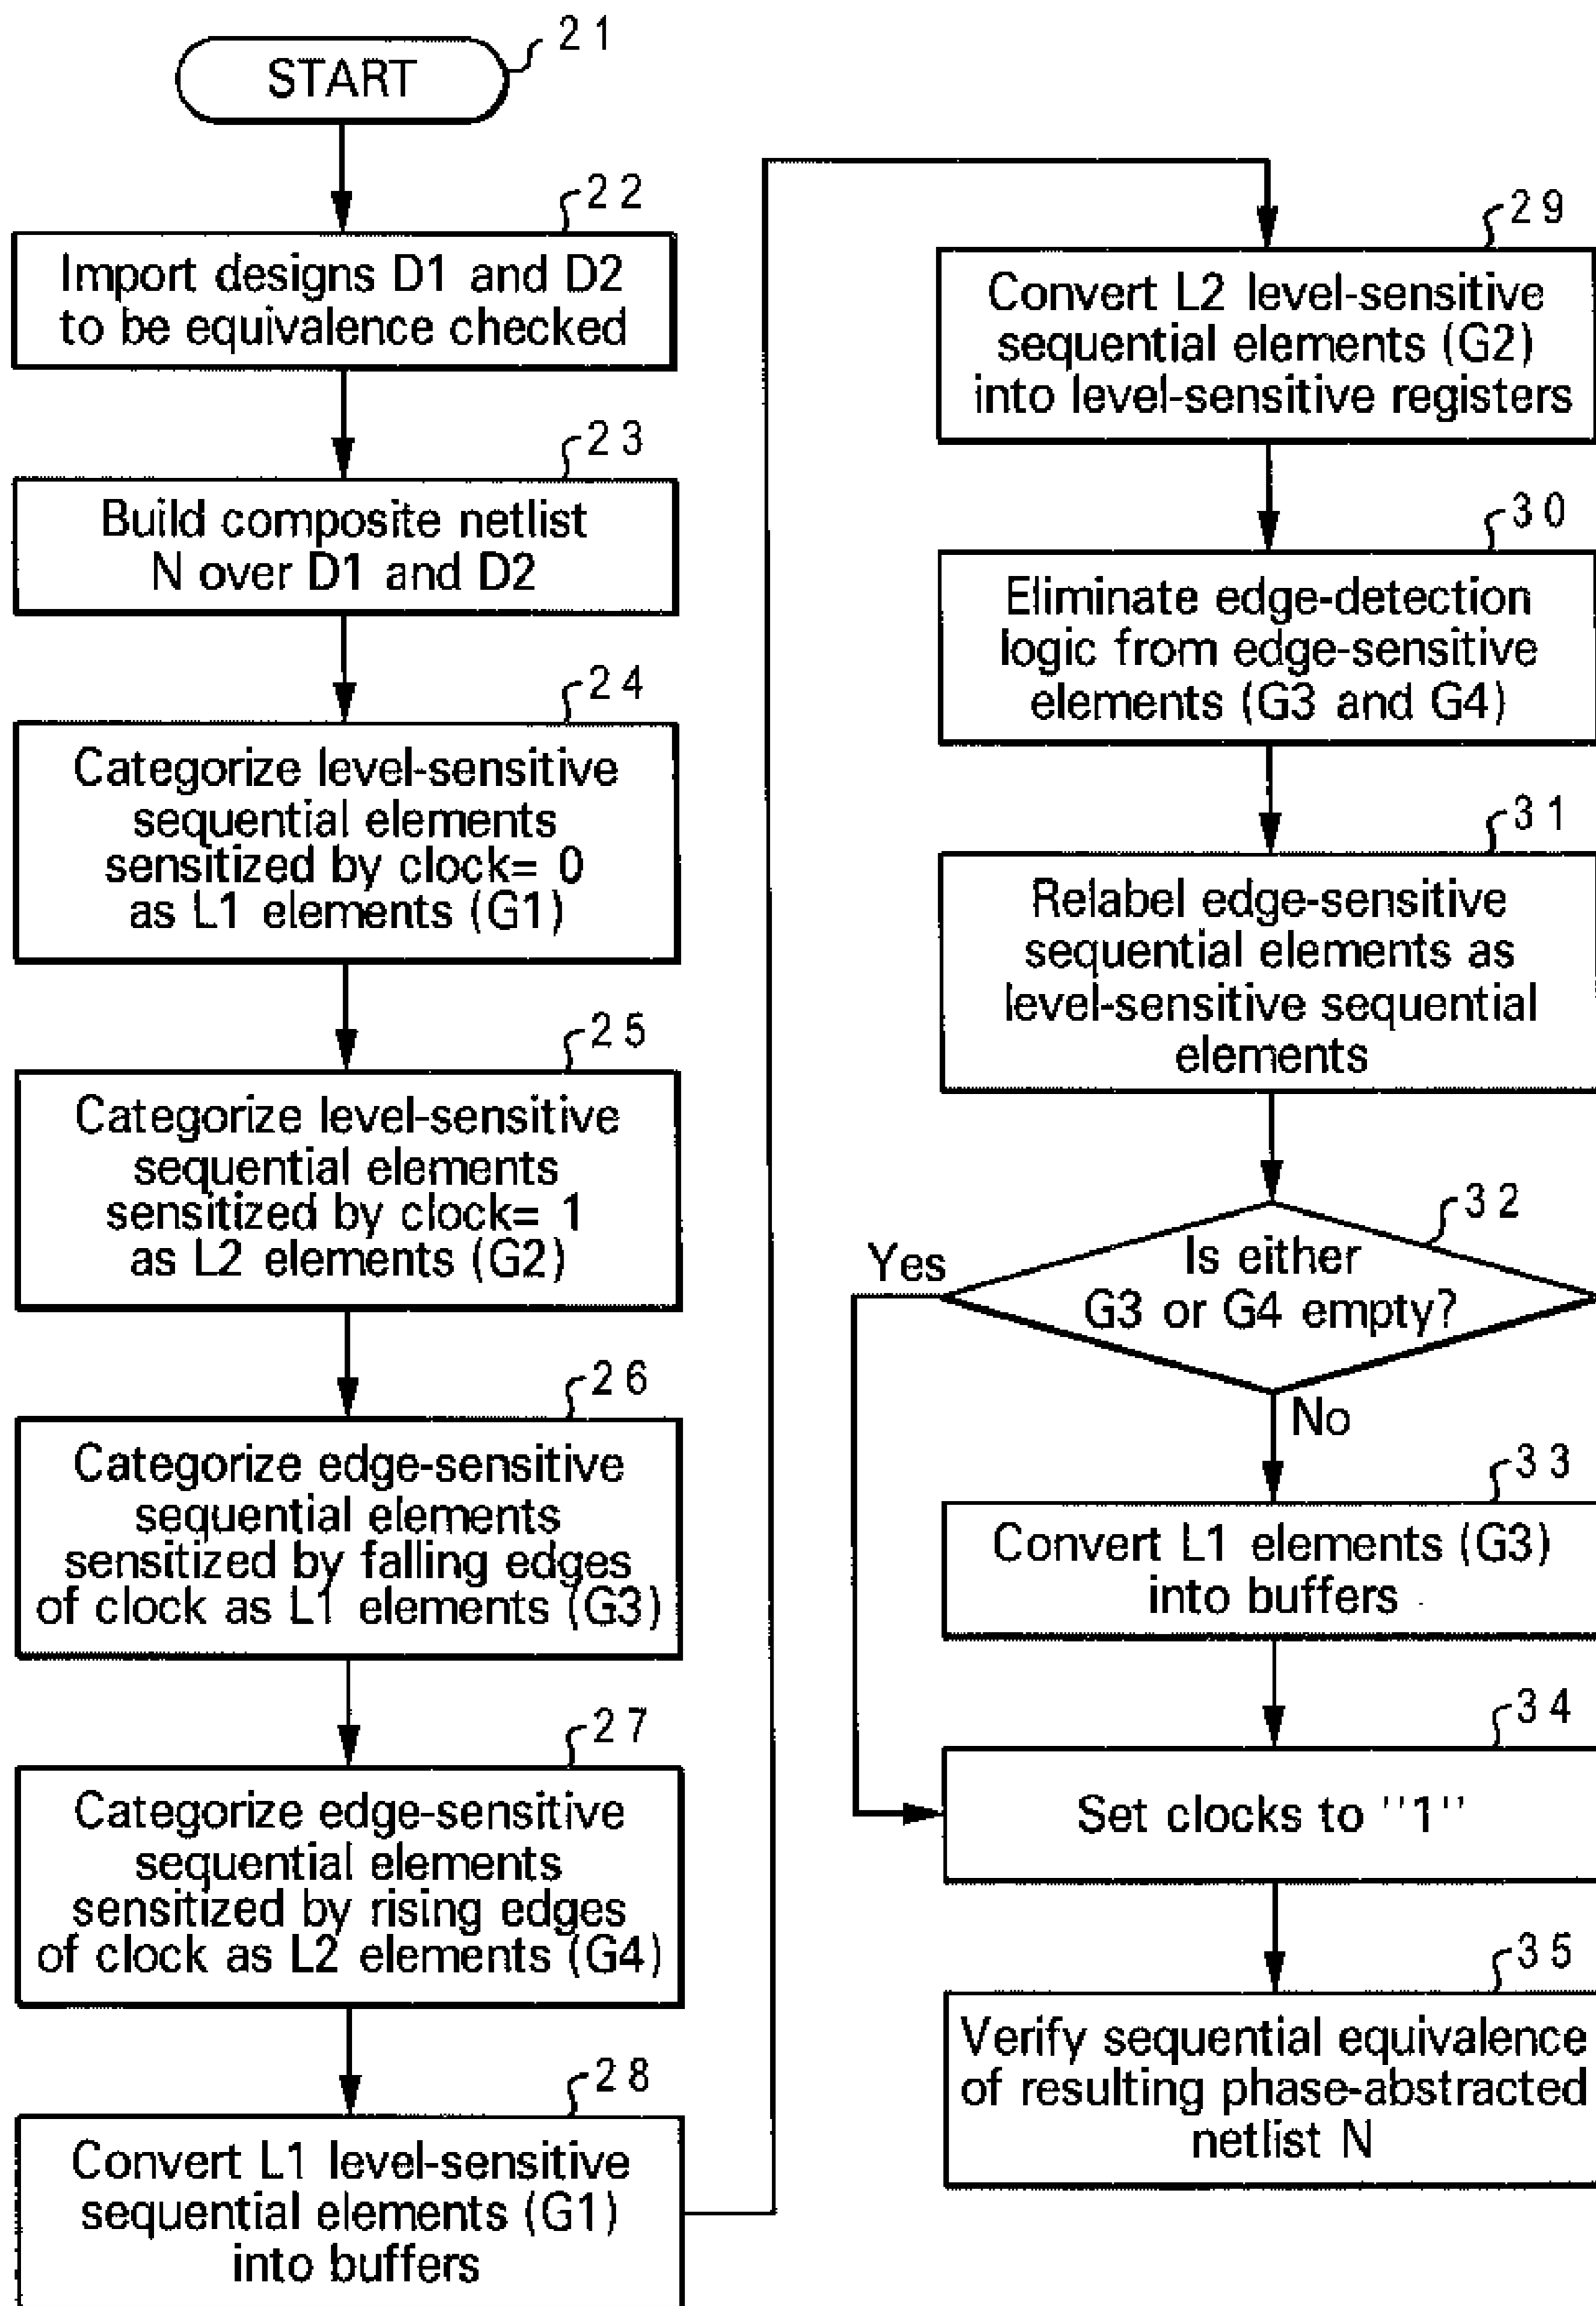 21
START
22
Import designs D1 and D2
to be equivalence checked
23
Build composite netlist
N over D1 and D2
24
Categorize level-sensitive
sequential elements
sensitized by clock= 0
as L1 elements (G1)
25
Categorize level-sensitive
sequential elements
sensitized by clock= 1
as L2 elements (G2)
26
Categorize edge-sensitive
sequential elements
sensitized by falling edges
of clock as L1 elements (G3)
27
Categorize edge-sensitive
sequential elements
sensitized by rising edges
of clock as L2 elements (G4)
28
Convert L1 level-sensitive
sequential elements (G1)
into buffers
29
Convert L2 level-sensitive
sequential elements (G2)
into level-sensitive registers
30
Eliminate edge-detection
logic from edge-sensitive
elements (G3 and G4)
31
Relabel edge-sensitive
sequential elements as
level-sensitive sequential
elements
32
Is either
G3 or G4 empty?
Yes
No
33
Convert L1 elements (G3)
into buffers
34
Set clocks to "1"
35
Verify sequential equivalence
of resulting phase-abstracted
netlist N